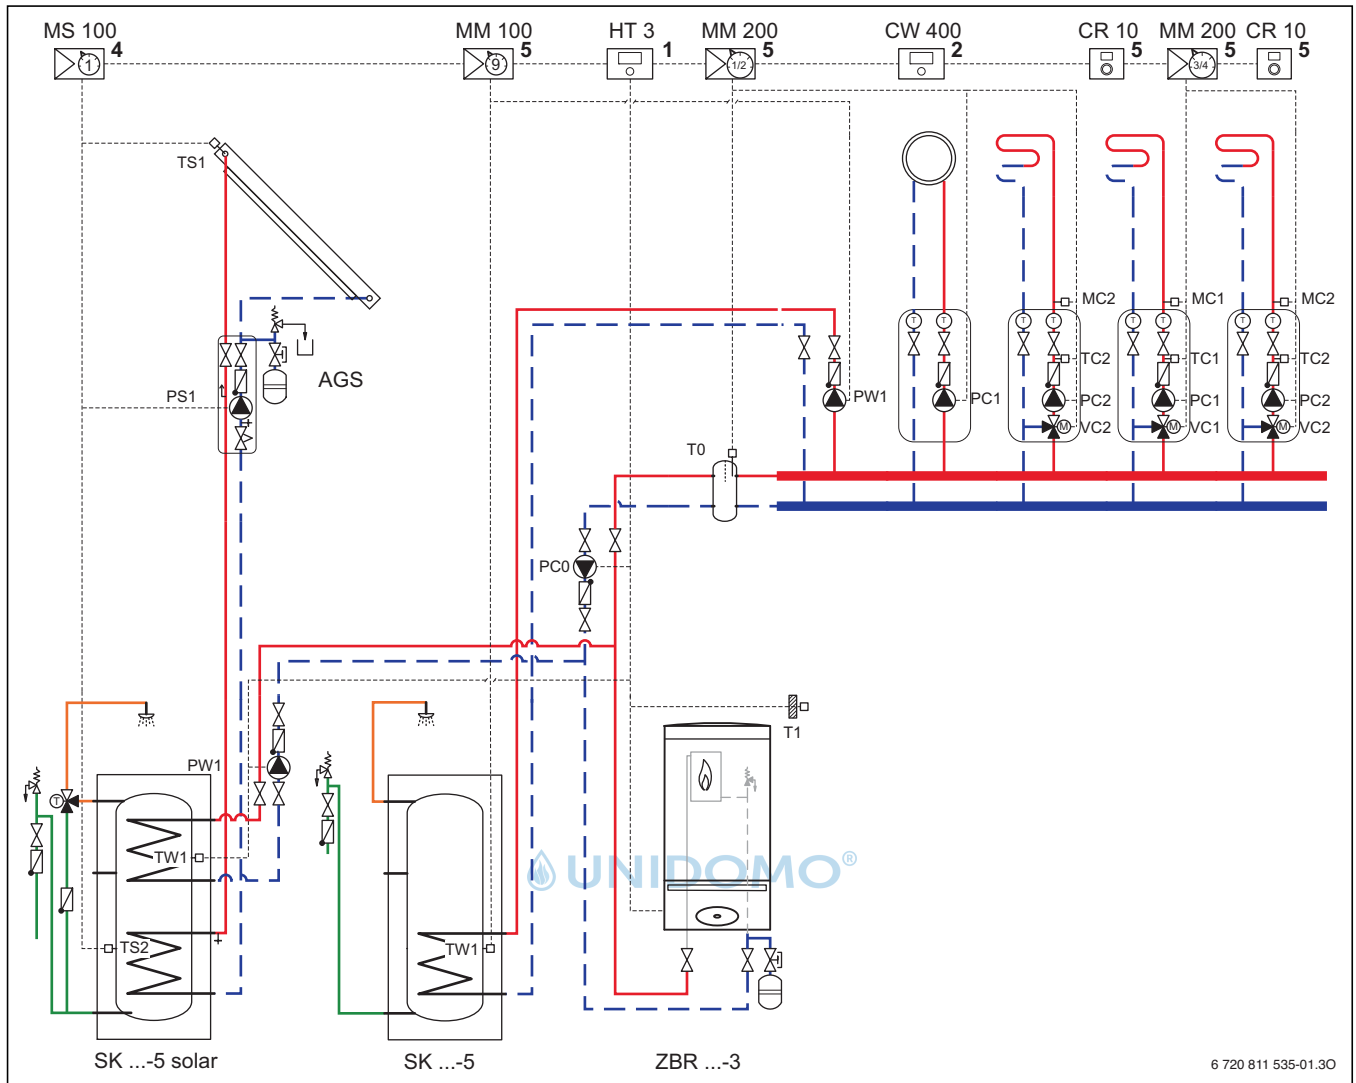 MS 100 MM 100 HT 3 MM 200 CW 400 CR 10 MM 200 CR 10
4 5 1 5 2 5 5 5
1 9 1/2 3/4
TS1
MC2 MC1 MC2
T T T T T T T T
AGS
TC2 TC1 TC2
PS1 PW1 PC1 PC2 PC1 PC2
M VC2 M VC1 M VC2
T0
PC0
T1
PW1
T
TW1
UNIDOMO®
TS2 TW1
SK ...-5 solar SK ...-5 ZBR ...-3
6 720 811 535-01.3O